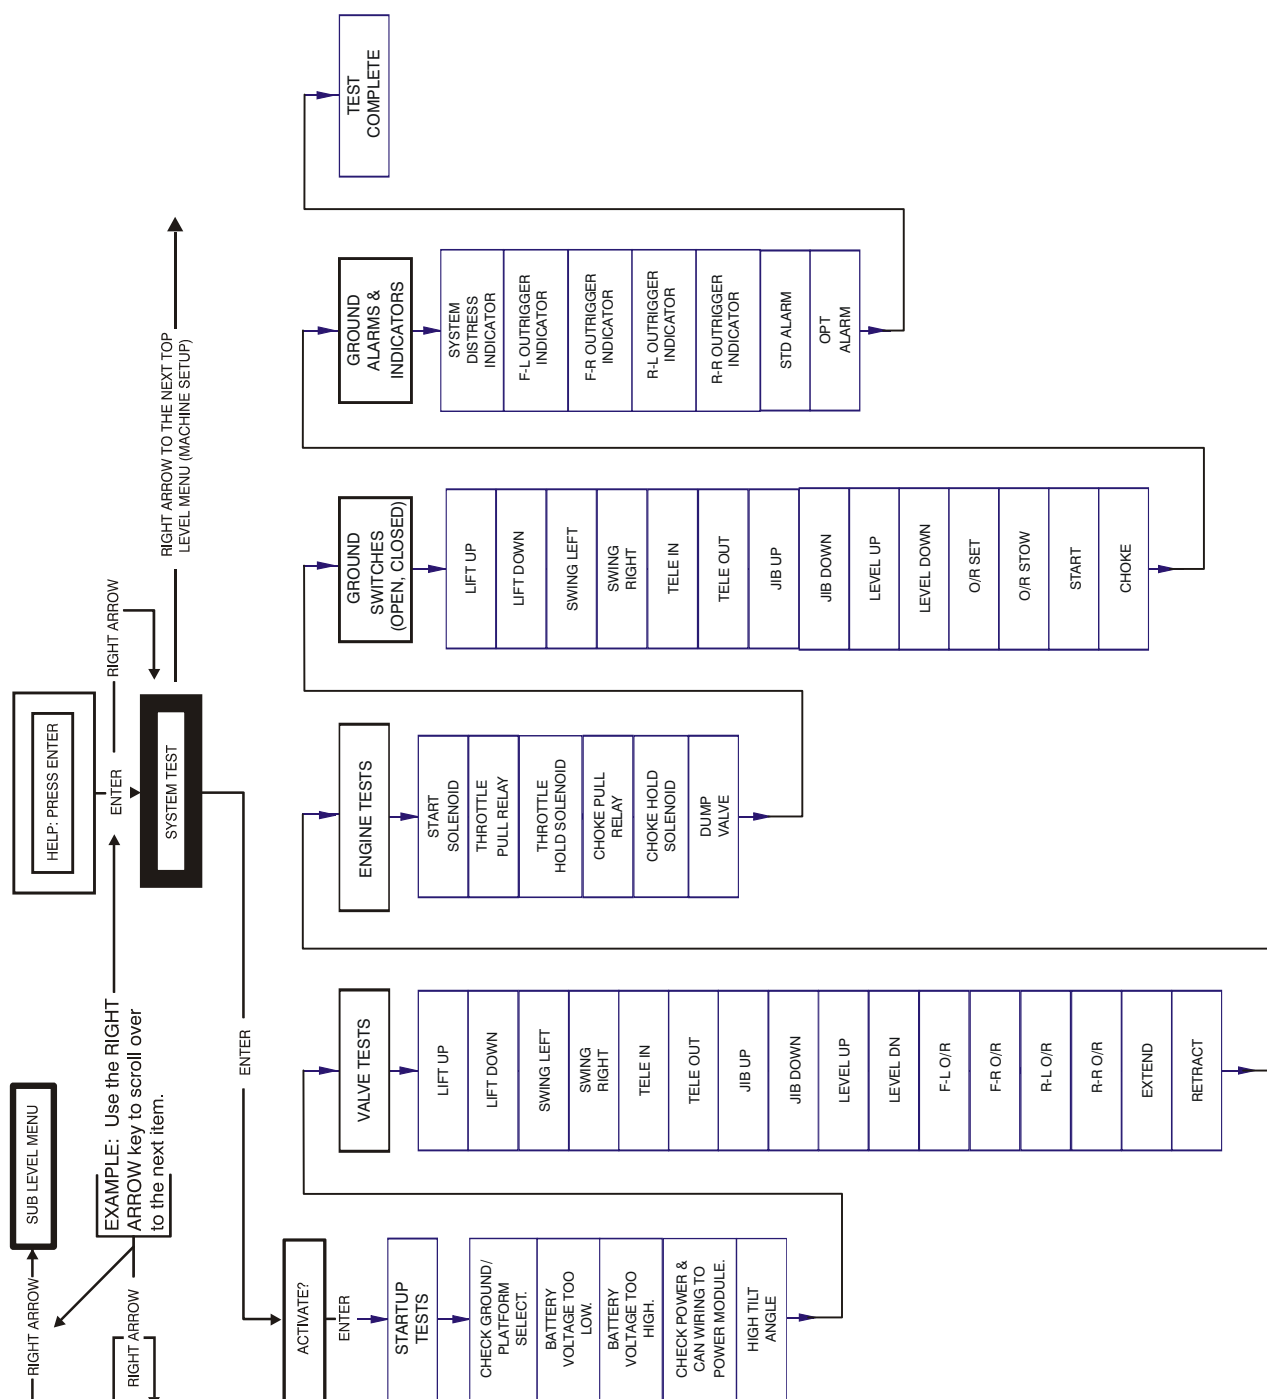 RIGHT ARROW
SUB LEVEL MENU
EXAMPLE: Use the RIGHT
ARROW key to scroll over
to the next item.
RIGHT ARROW
HELP: PRESS ENTER
ENTER
RIGHT ARROW
SYSTEM TEST
RIGHT ARROW TO THE NEXT TOP
LEVEL MENU (MACHINE SETUP)
ENTER
ACTIVATE?
ENTER
STARTUP
TESTS
CHECK GROUND/
PLATFORM
SELECT.
BATTERY
VOLTAGE TOO
LOW.
BATTERY
VOLTAGE TOO
HIGH.
CHECK POWER &
CAN WIRING TO
POWER MODULE.
HIGH TILT
ANGLE
VALVE TESTS
LIFT UP
LIFT DOWN
SWING LEFT
SWING
RIGHT
TELE IN
TELE OUT
JIB UP
JIB DOWN
LEVEL UP
LEVEL DN
F-L O/R
F-R O/R
R-L O/R
R-R O/R
EXTEND
RETRACT
ENGINE TESTS
START
SOLENOID
THROTTLE
PULL RELAY
THROTTLE
HOLD SOLENOID
CHOKE PULL
RELAY
CHOKE HOLD
SOLENOID
DUMP
VALVE
GROUND
SWITCHES
(OPEN, CLOSED)
LIFT UP
LIFT DOWN
SWING LEFT
SWING
RIGHT
TELE IN
TELE OUT
JIB UP
JIB DOWN
LEVEL UP
LEVEL DOWN
O/R SET
O/R STOW
START
CHOKE
GROUND
ALARMS &
INDICATORS
SYSTEM
DISTRESS
INDICATOR
F-L OUTRIGGER
INDICATOR
F-R OUTRIGGER
INDICATOR
R-L OUTRIGGER
INDICATOR
R-R OUTRIGGER
INDICATOR
STD ALARM
OPT
ALARM
TEST
COMPLETE